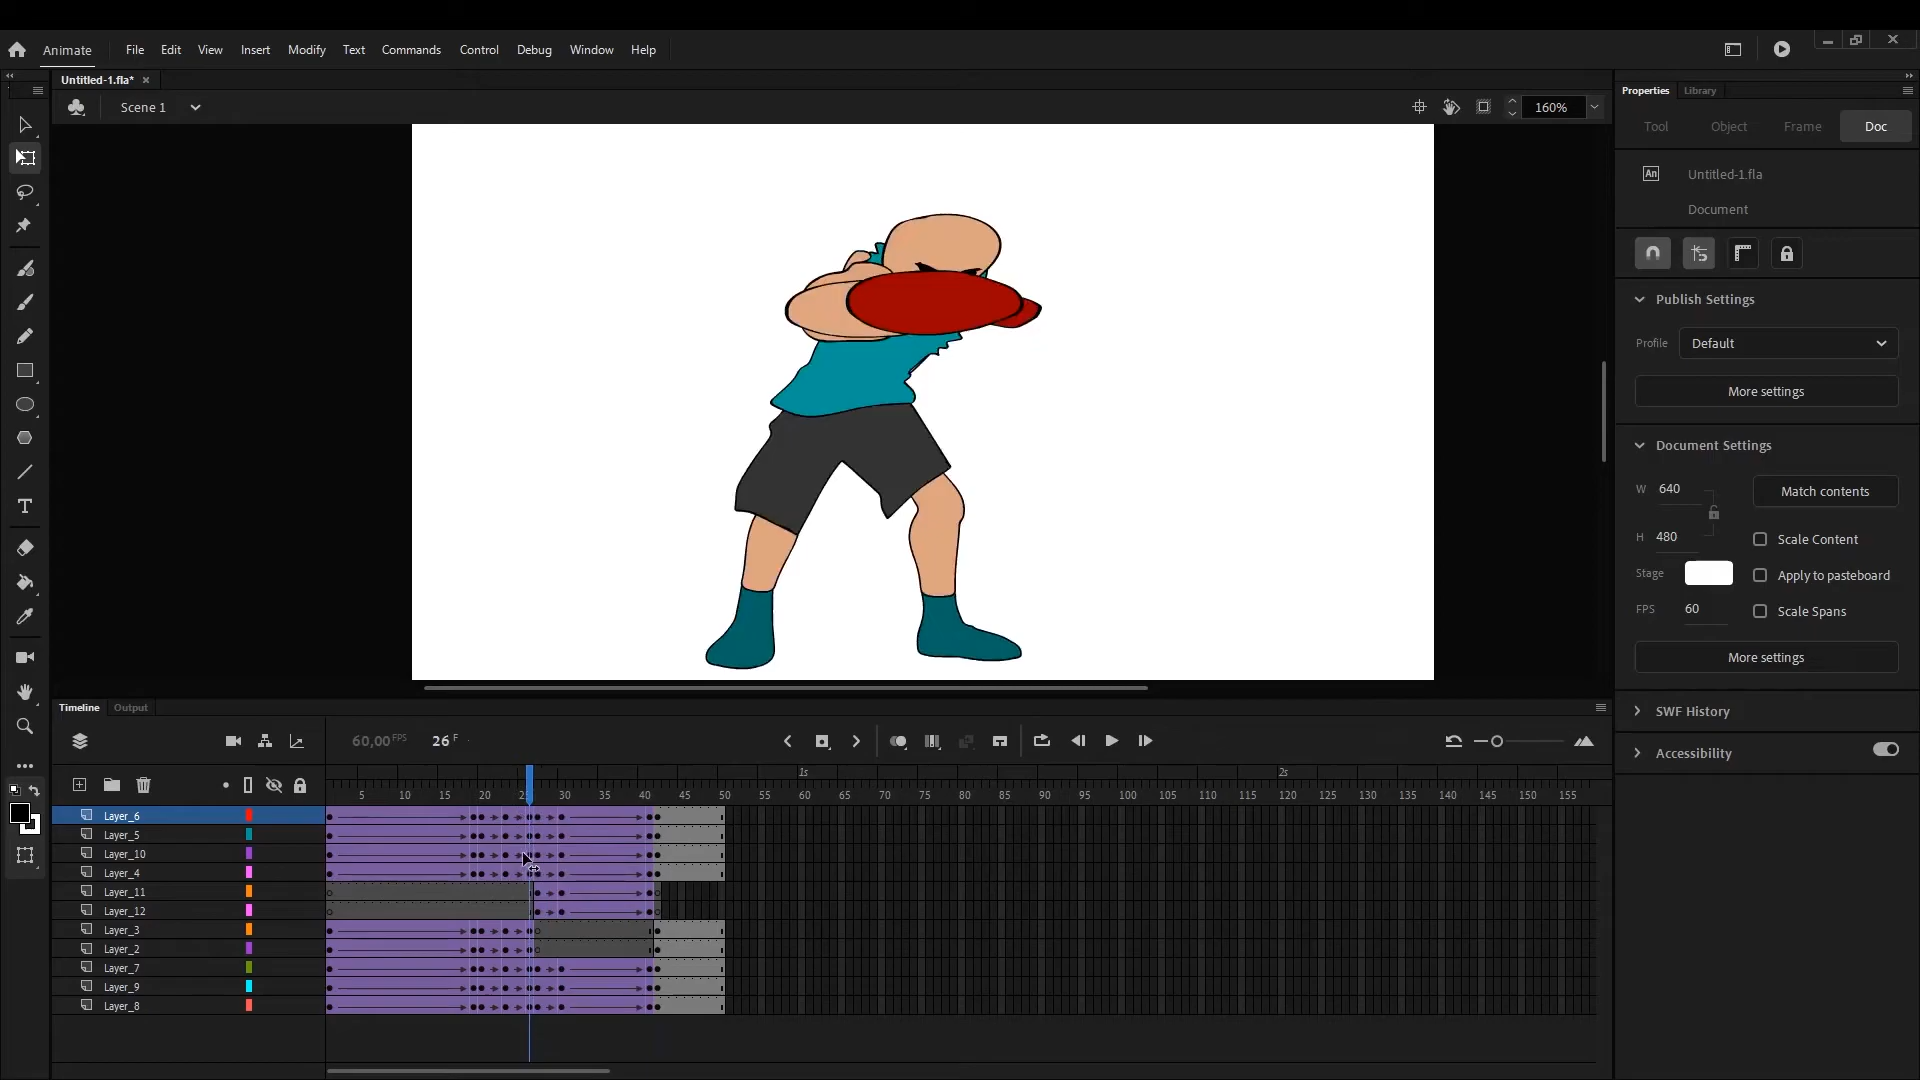 Animate File Edit View Insert Modify Text Commands Control Debug Window Help
Untitled-1.fla*
Scene 1
160%
Properties Library
Tool Object Frame Doc
An Untitled-1.fla
Document
Publish Settings
Profile Default
More settings
Document Settings
W 640 Match contents
H 480 Scale Content
Stage Apply to pasteboard
FPS 60 Scale Spans
More settings
SWF History
Accessibility
T
Timeline Output
60,00 FPS 26 F
1s 2s
5 10 15 20 25 30 35 40 45 50 55 60 65 70 75 80 85 90 95 100 105 110 115 120 125 130 135 140 145 150 155
Layer_6
Layer_5
Layer_10
Layer_4
Layer_11
Layer_12
Layer_3
Layer_2
Layer_7
Layer_9
Layer_8